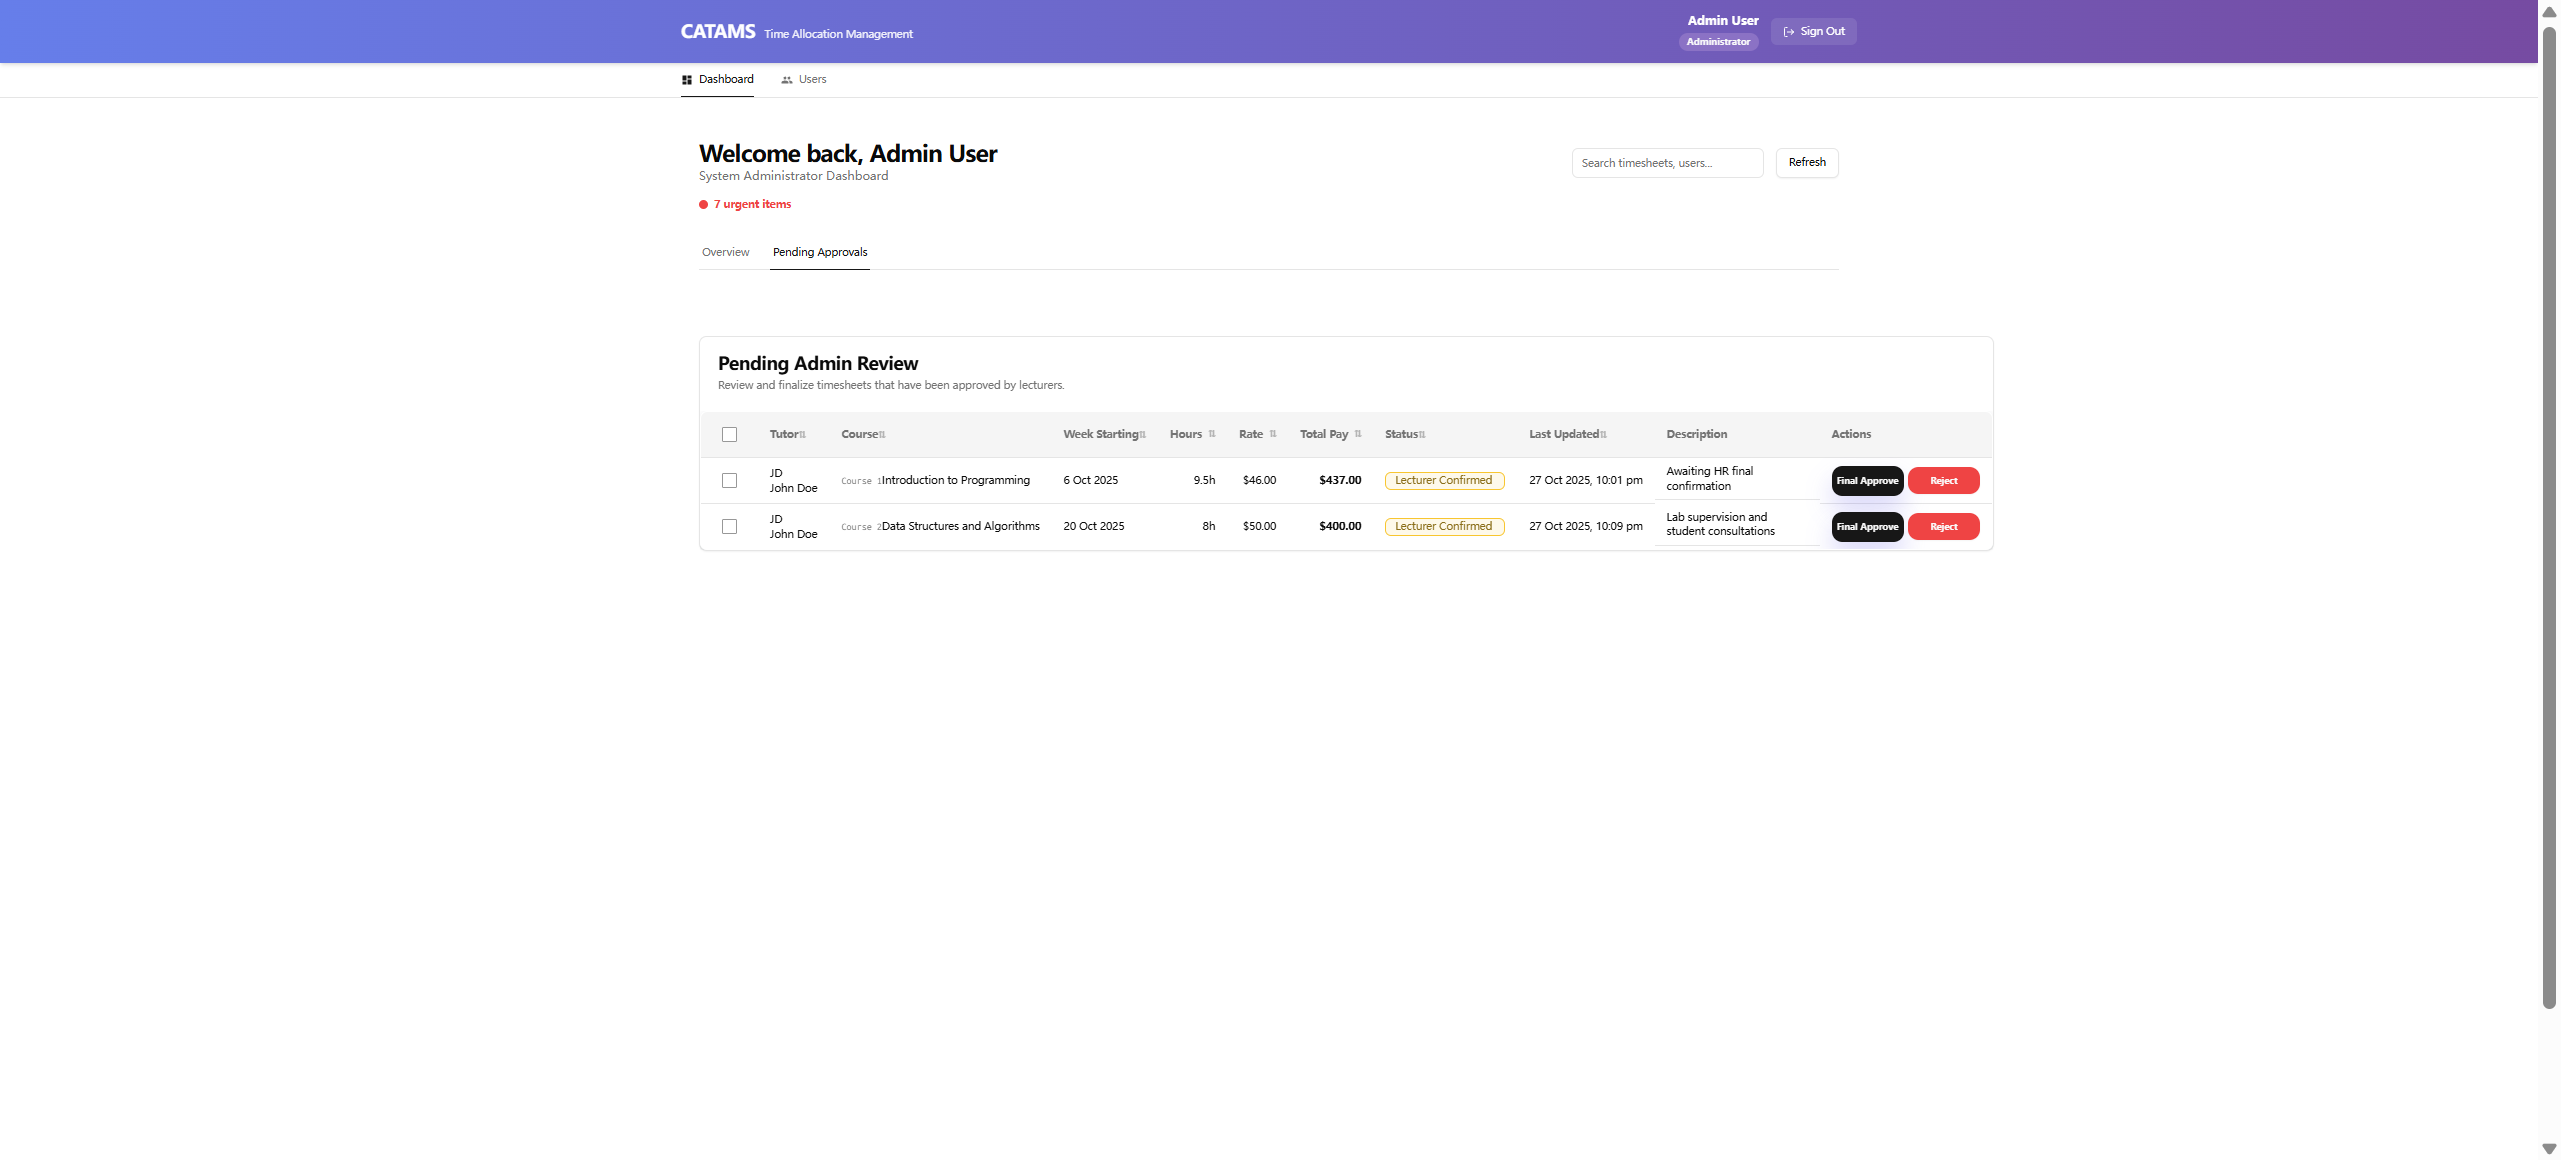 CATAMS Time Allocation Management
Admin User
Administrator
Sign Out
Dashboard Users
Welcome back, Admin User
System Administrator Dashboard
Search timesheets, users...
Refresh
7 urgent items
Overview Pending Approvals
Pending Admin Review
Review and finalize timesheets that have been approved by lecturers.
Tutor Course Week Starting Hours Rate Total Pay Status Last Updated Description Actions
JD
John Doe
Course 1 Introduction to Programming 6 Oct 2025 9.5h $46.00 $437.00 Lecturer Confirmed 27 Oct 2025, 10:01 pm
Awaiting HR final
confirmation
Final Approve Reject
JD
John Doe
Course 2 Data Structures and Algorithms 20 Oct 2025 8h $50.00 $400.00 Lecturer Confirmed 27 Oct 2025, 10:09 pm
Lab supervision and
student consultations
Final Approve Reject